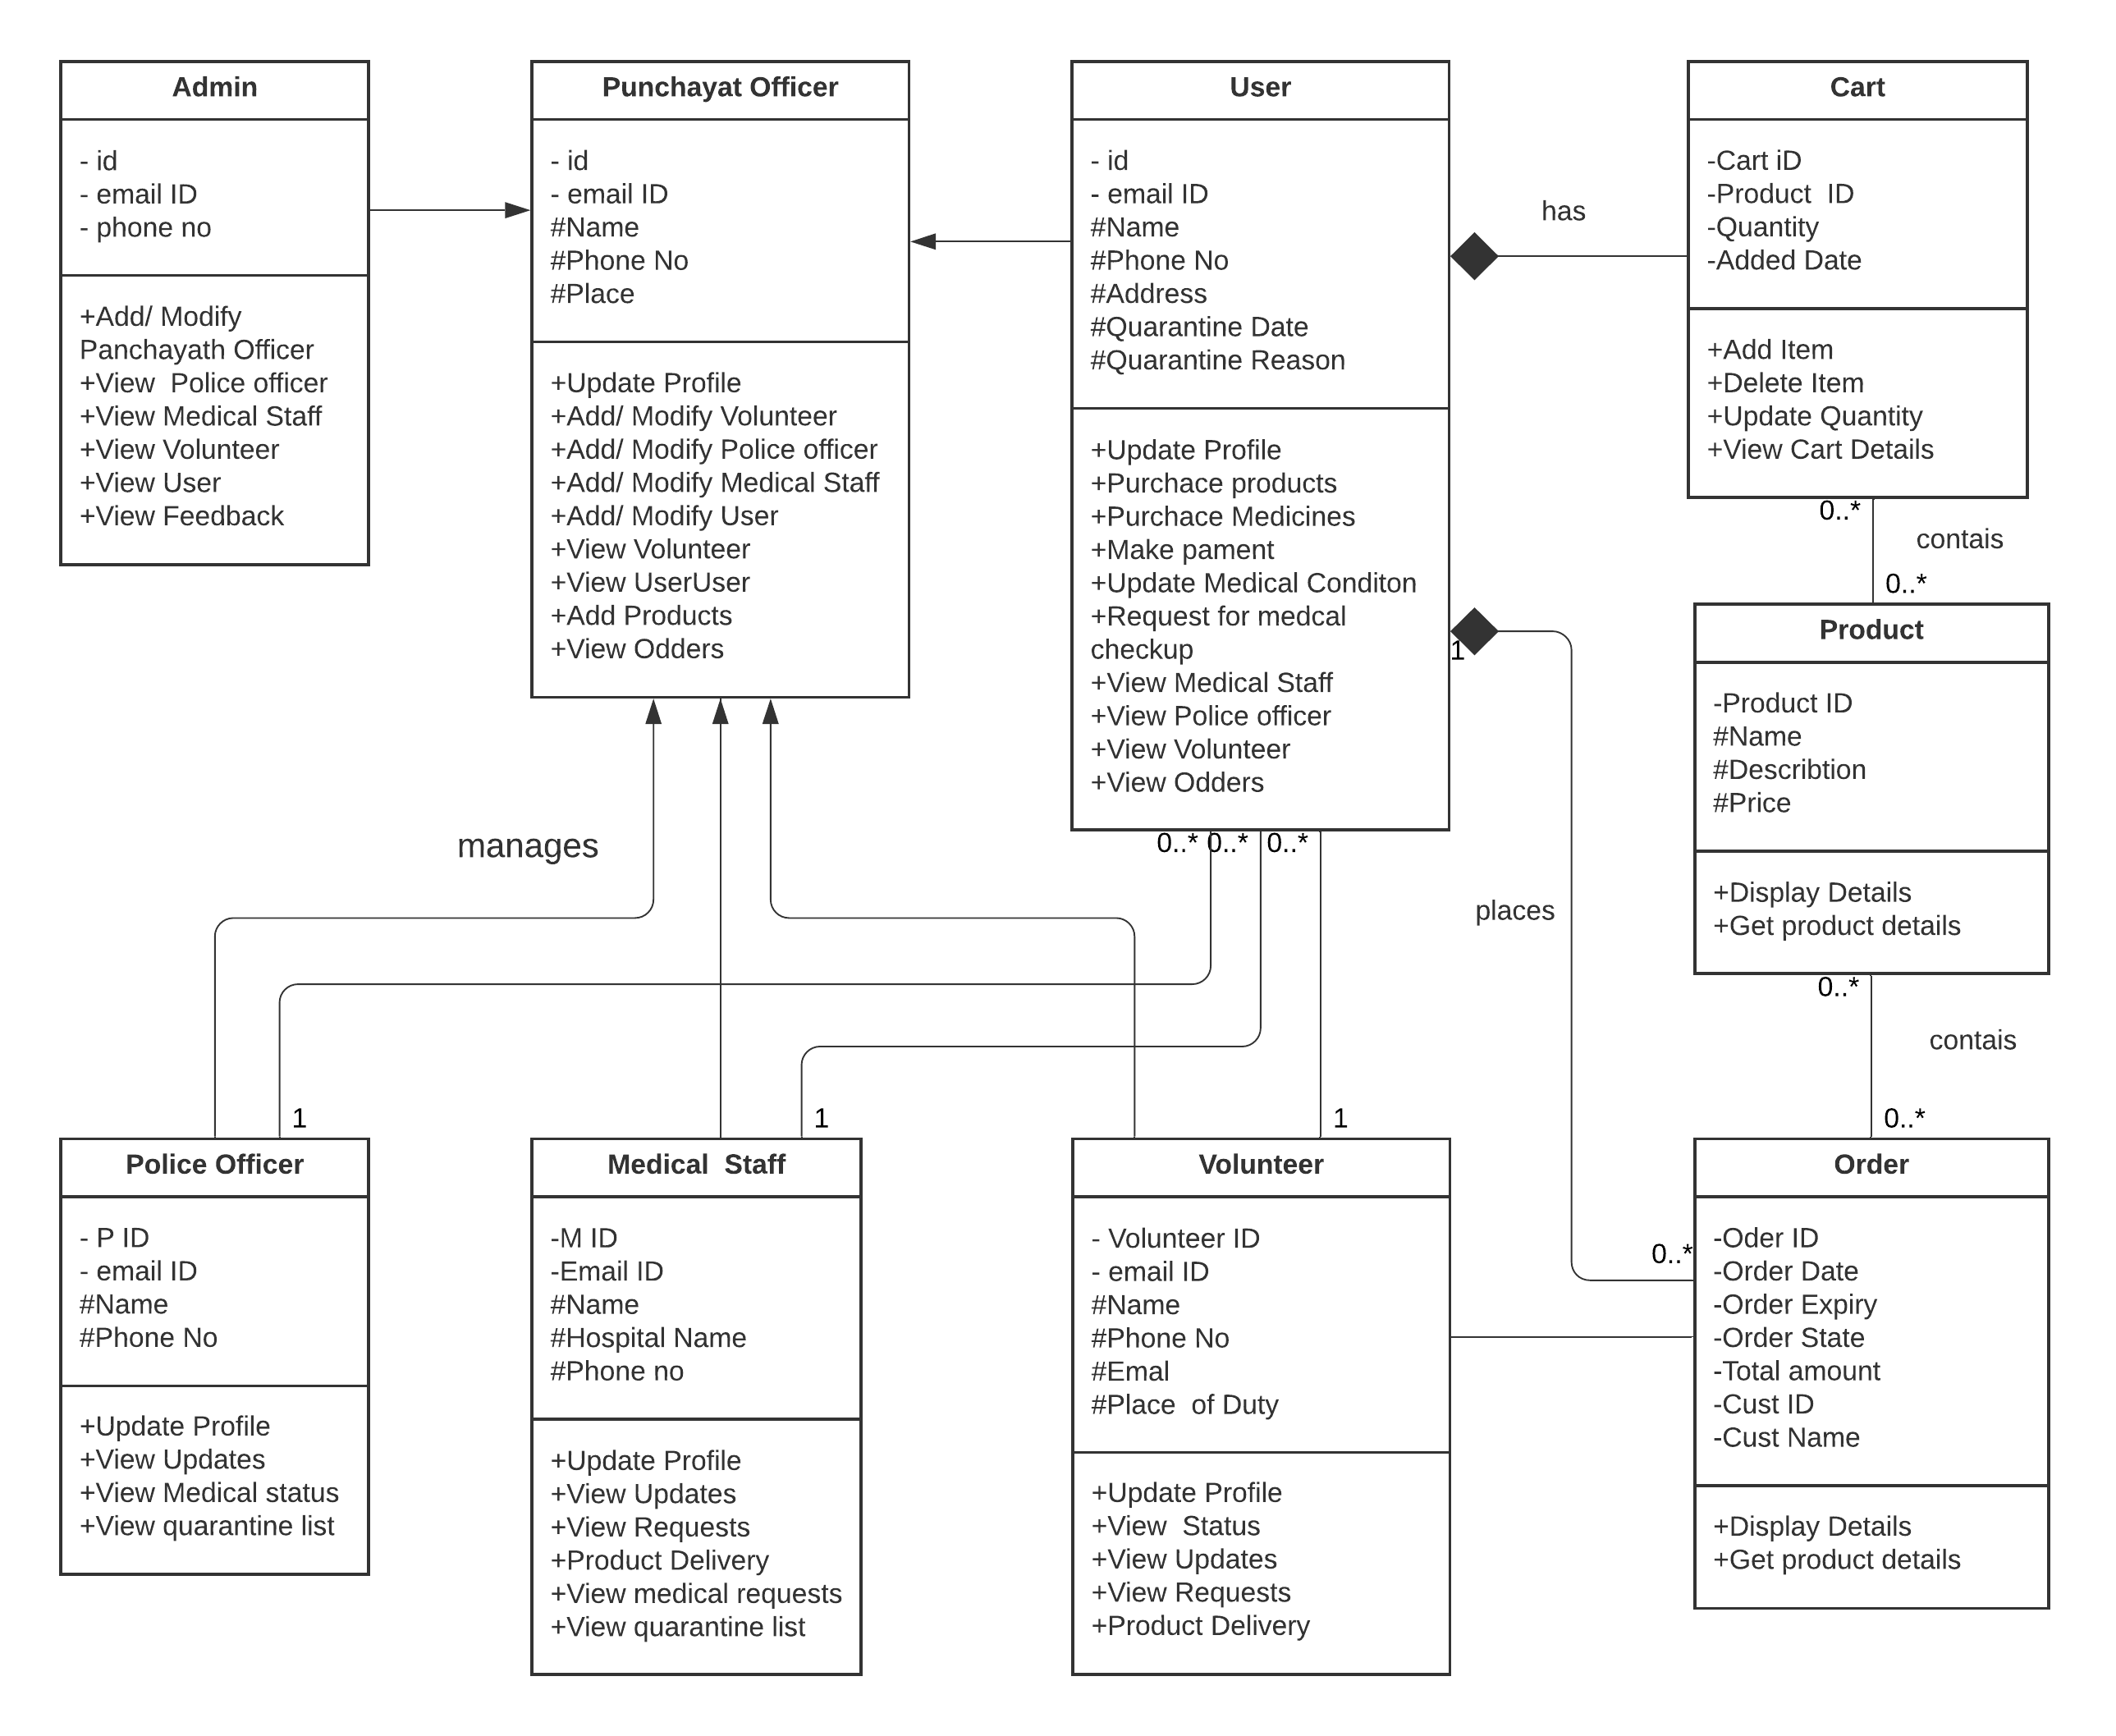 Admin
- id
- email ID
- phone no
+Add/ Modify
Panchayath Officer
+View  Police officer
+View Medical Staff
+View Volunteer
+View User
+View Feedback
Punchayat Officer
- id
- email ID
#Name
#Phone No
#Place
+Update Profile
+Add/ Modify Volunteer
+Add/ Modify Police officer
+Add/ Modify Medical Staff
+Add/ Modify User
+View Volunteer
+View UserUser
+Add Products
+View Odders
User
- id
- email ID
#Name
#Phone No
#Address
#Quarantine Date
#Quarantine Reason
+Update Profile
+Purchace products
+Purchace Medicines
+Make pament
+Update Medical Conditon
+Request for medcal
checkup
+View Medical Staff
+View Police officer
+View Volunteer
+View Odders
has
Cart
-Cart iD
-Product  ID
-Quantity
-Added Date
+Add Item
+Delete Item
+Update Quantity
+View Cart Details
0..*
contais
0..*
1
Product
-Product ID
#Name
#Describtion
#Price
+Display Details
+Get product details
manages
0..*
0..*
0..*
places
0..*
contais
0..*
1
1
1
0..*
Police Officer
- P ID
- email ID
#Name
#Phone No
+Update Profile
+View Updates
+View Medical status
+View quarantine list
Medical  Staff
-M ID
-Email ID
#Name
#Hospital Name
#Phone no
+Update Profile
+View Updates
+View Requests
+Product Delivery
+View medical requests
+View quarantine list
Volunteer
- Volunteer ID
- email ID
#Name
#Phone No
#Emal
#Place  of Duty
+Update Profile
+View  Status
+View Updates
+View Requests
+Product Delivery
Order
-Oder ID
-Order Date
-Order Expiry
-Order State
-Total amount
-Cust ID
-Cust Name
+Display Details
+Get product details